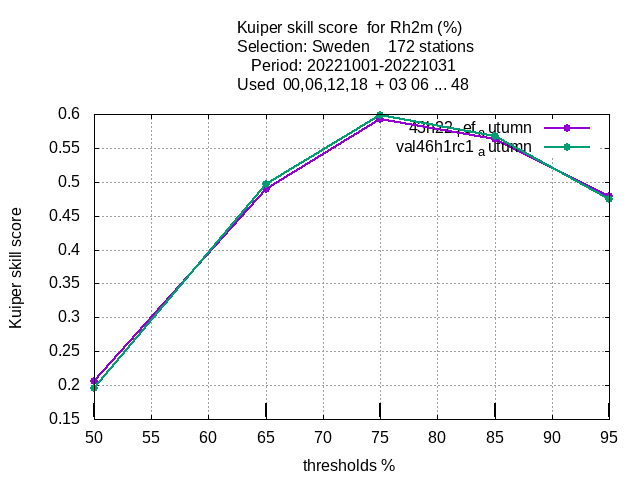 Kuiper skill score for Rh2m (%)
Selection: Sweden 172 stations
Period: 20221001-20221031
Used 00,06,12,18 + 03 06 ... 48
utumn
val46h1rc1 a utumn
0.6
0.55
0.5
0.45
0.4
0.35
0.3
0.25
0.2
0.15
Kuiper skill score
50 55 60 65 70 75 80 85 90 95
thresholds %